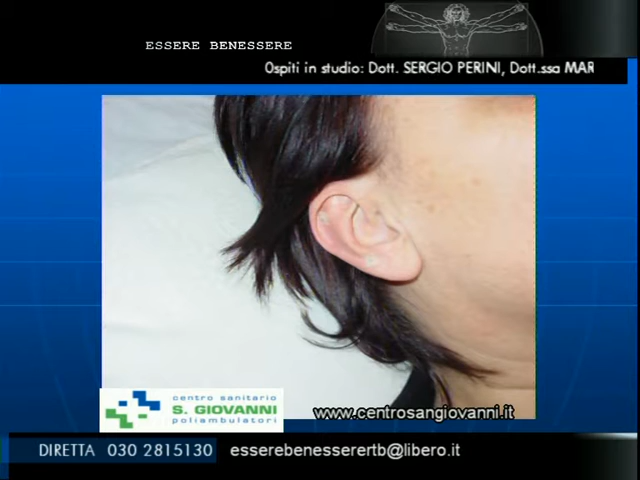 ESSERE BENESSERE
Ospiti in studio: Dott. SERGIO PERINI, Dott.ssa MAR
centro sanitario
S. GIOVANNI
poliambulatori
www.centrosangiovanni.it
DIRETTA 030 2815130 esserebenesserertb@libero.it